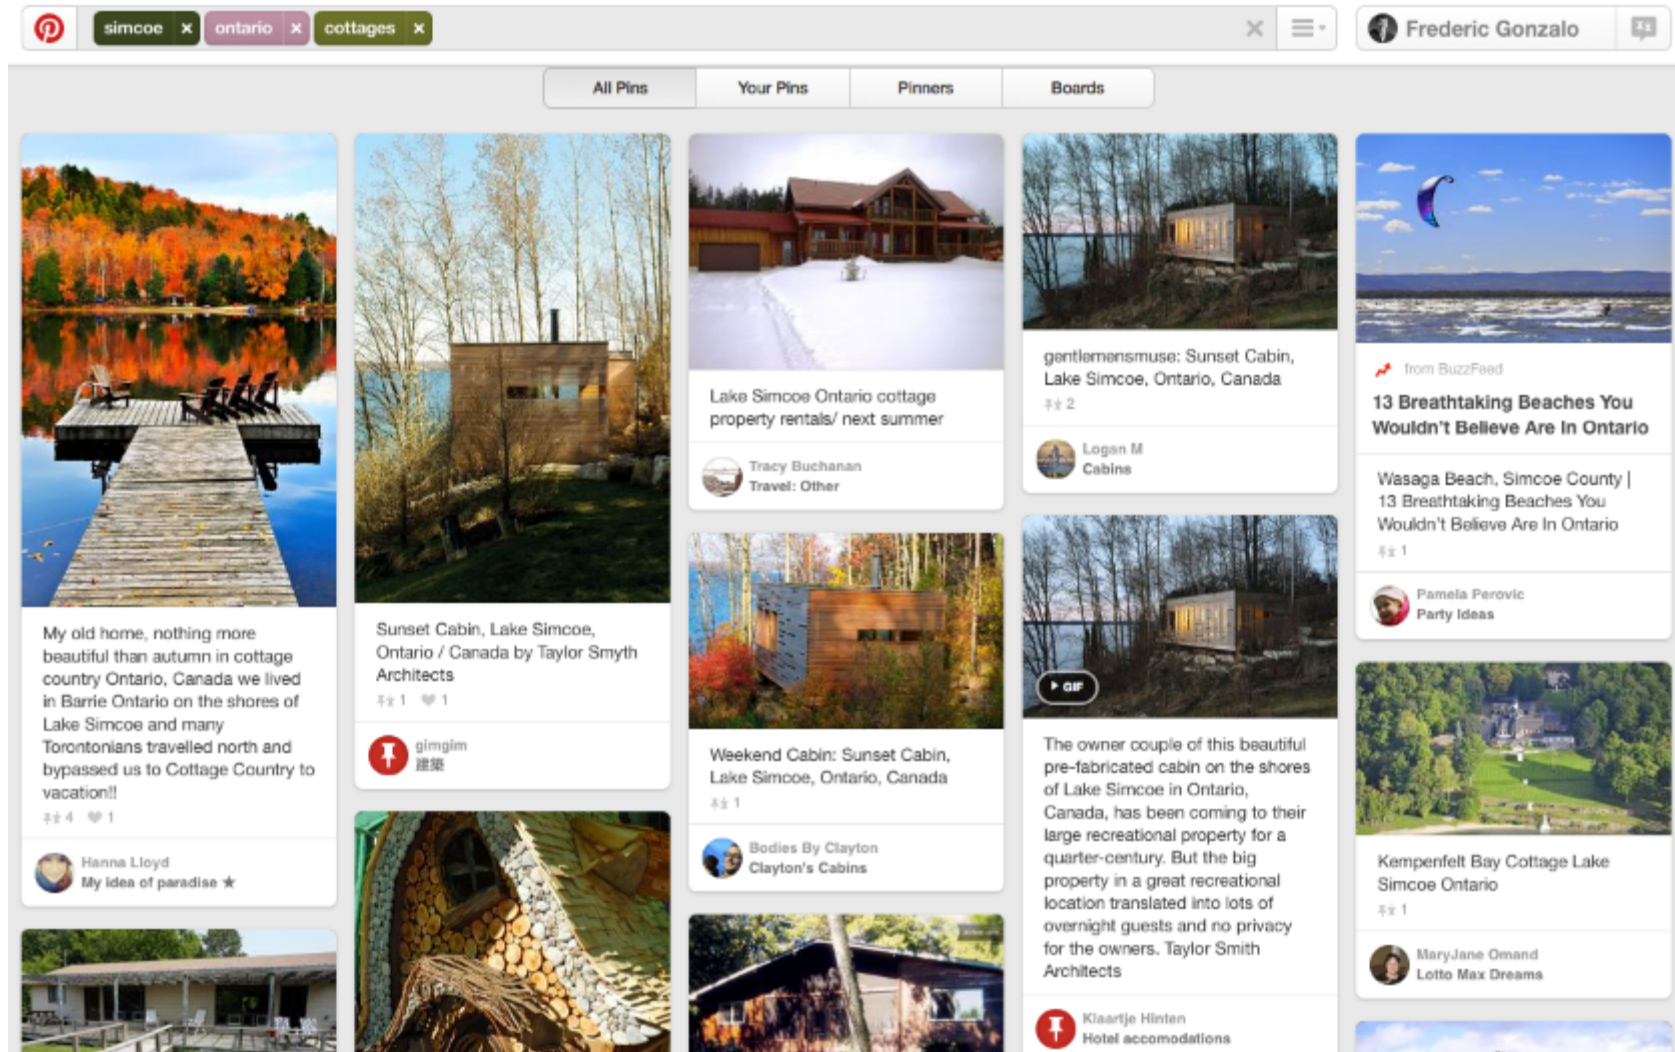 simcoe × ontario × cottages ×
Frederic Gonzalo
All Pins
Your Pins
Pinners
Boards
My old home, nothing more
beautiful than autumn in cottage
country Ontario, Canada we lived
in Barrie Ontario on the shores of
Lake Simcoe and many
Torontonians travelled north and
bypassed us to Cottage Country to
vacation!!
4 1
Hanna Lloyd
My idea of paradise ★
Sunset Cabin, Lake Simcoe,
Ontario / Canada by Taylor Smyth
Architects
1 1
gimgim
建築
Lake Simcoe Ontario cottage
property rentals/ next summer
Tracy Buchanan
Travel: Other
Weekend Cabin: Sunset Cabin,
Lake Simcoe, Ontario, Canada
1
Bodies By Clayton
Clayton's Cabins
gentlemensmuse: Sunset Cabin,
Lake Simcoe, Ontario, Canada
2
Logan M
Cabins
GIF
The owner couple of this beautiful
pre-fabricated cabin on the shores
of Lake Simcoe in Ontario,
Canada, has been coming to their
large recreational property for a
quarter-century. But the big
property in a great recreational
location translated into lots of
overnight guests and no privacy
for the owners. Taylor Smith
Architects
Klaartje Hinten
Hotel accomodations
from BuzzFeed
13 Breathtaking Beaches You
Wouldn't Believe Are In Ontario
Wasaga Beach, Simcoe County |
13 Breathtaking Beaches You
Wouldn't Believe Are In Ontario
1
Pamela Perovic
Party Ideas
Kempenfelt Bay Cottage Lake
Simcoe Ontario
1
MaryJane Omand
Lotto Max Dreams